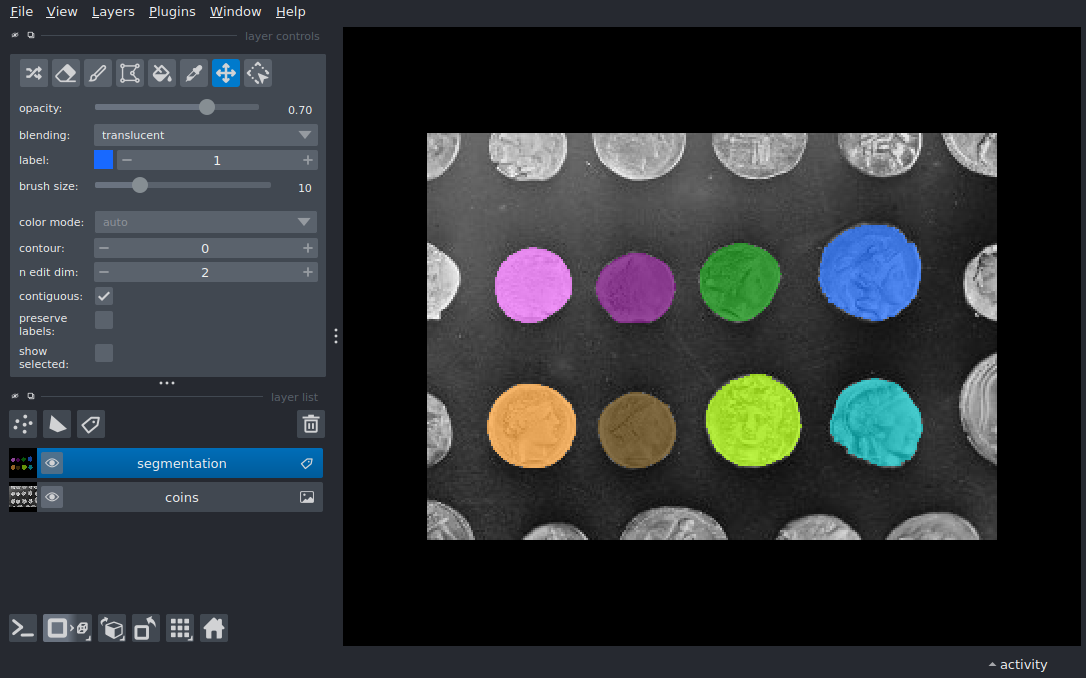 File View Layers Plugins Window Help
layer controls
opacity: 0.70
blending: translucent
label: 1
brush size: 10
color mode: auto
contour: 0
n edit dim: 2
contiguous:
preserve
labels:
show
selected:
layer list
segmentation
coins
activity